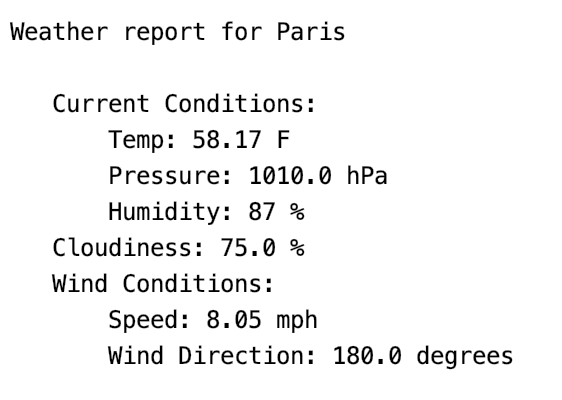 Weather report for Paris
Current Conditions:
Temp: 58.17 F
Pressure: 1010.0 hPa
Humidity: 87 %
Cloudiness: 75.0 %
Wind Conditions:
Speed: 8.05 mph
Wind Direction: 180.0 degrees